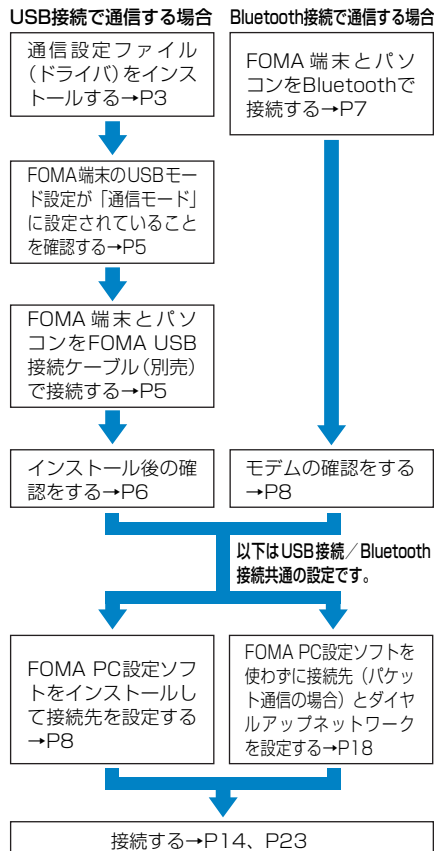 USB接続で通信する場合
通信設定ファイル
（ドライバ）をインス
トールする→P3
FOMA端末のUSBモー
ド設定が「通信モード」
に設定されていること
を確認する→P5
FOMA 端末とパソ
コンをFOMA USB
接続ケーブル（別売）
で接続する→P5
インストール後の確
認をする→P6
Bluetooth接続で通信する場合
FOMA 端末とパソ
コンをBluetoothで
接続する→P7
モデムの確認をする
→P8
以下はUSB接続／Bluetooth
接続共通の設定です。
FOMA PC設定ソフ
トをインストールし
て接続先を設定する
→P8
FOMA PC設定ソフトを
使わずに接続先（パケッ
ト通信の場合）とダイヤ
ルアップネットワーク
を設定する→P18
接続する→P14、P23